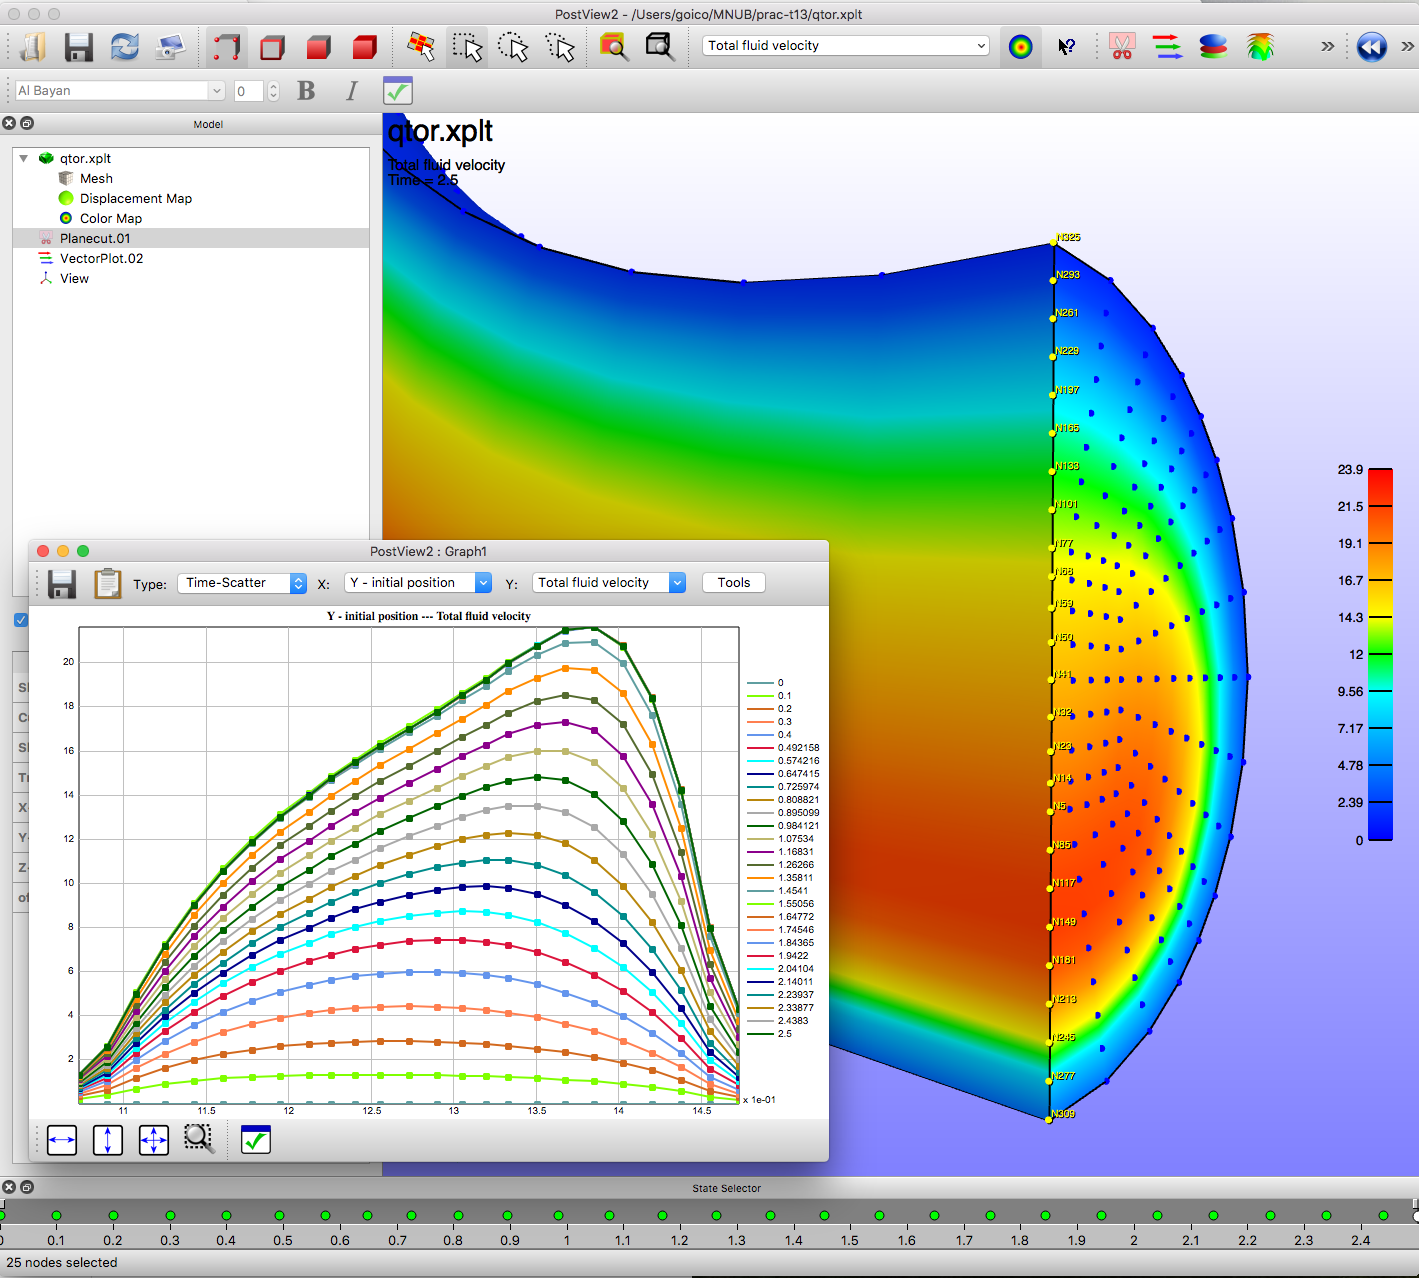 PostView2 - /Users/goico/MNUB/prac-t13/qtor.xplt
Total fluid velocity
»
»
Al Bayan
0
B
I
Model
qtor.xplt
Mesh
Displacement Map
Color Map
Planecut.01
VectorPlot.02
View
qtor.xplt
Total fluid velocity
Time = 2.5
N325
N293
N261
N229
N197
N165
N133
N101
N77
N68
N59
N50
N41
N32
N23
N14
N5
N85
N117
N149
N181
N213
N245
N277
N309
23.9
21.5
19.1
16.7
14.3
12
9.56
7.17
4.78
2.39
0
PostView2 : Graph1
Type: Time-Scatter X: Y - initial position Y: Total fluid velocity Tools
Y - initial position --- Total fluid velocity
20
18
16
14
12
10
8
6
4
2
11 11.5 12 12.5 13 13.5 14 14.5
x 1e-01
0
0.1
0.2
0.3
0.4
0.492158
0.574216
0.647415
0.725974
0.808821
0.895099
0.984121
1.07534
1.16831
1.26266
1.35811
1.4541
1.55056
1.64772
1.74546
1.84365
1.9422
2.04104
2.14011
2.23937
2.33877
2.4383
2.5
State Selector
0 0.1 0.2 0.3 0.4 0.5 0.6 0.7 0.8 0.9 1 1.1 1.2 1.3 1.4 1.5 1.6 1.7 1.8 1.9 2 2.1 2.2 2.3 2.4
25 nodes selected